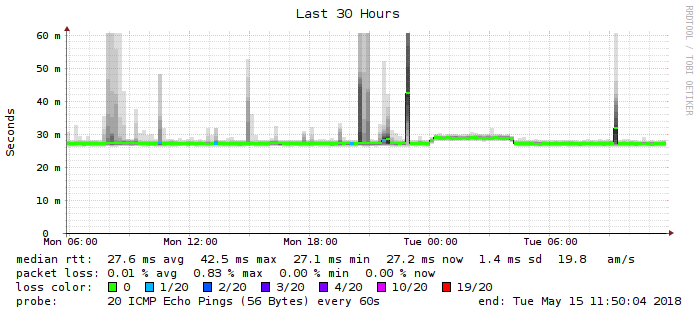 Last 30 Hours
RRDTOOL / TOBI OETIKER
Seconds
60 m
50 m
40 m
30 m
20 m
10 m
0
Mon 06:00 Mon 12:00 Mon 18:00 Tue 00:00 Tue 06:00
median rtt: 27.6 ms avg 42.5 ms max 27.1 ms min 27.2 ms now 1.4 ms sd 19.8 am/s
packet loss: 0.01 % avg 0.83 % max 0.00 % min 0.00 % now
loss color: 0 1/20 2/20 3/20 4/20 10/20 19/20
probe: 20 ICMP Echo Pings (56 Bytes) every 60s end: Tue May 15 11:50:04 2018